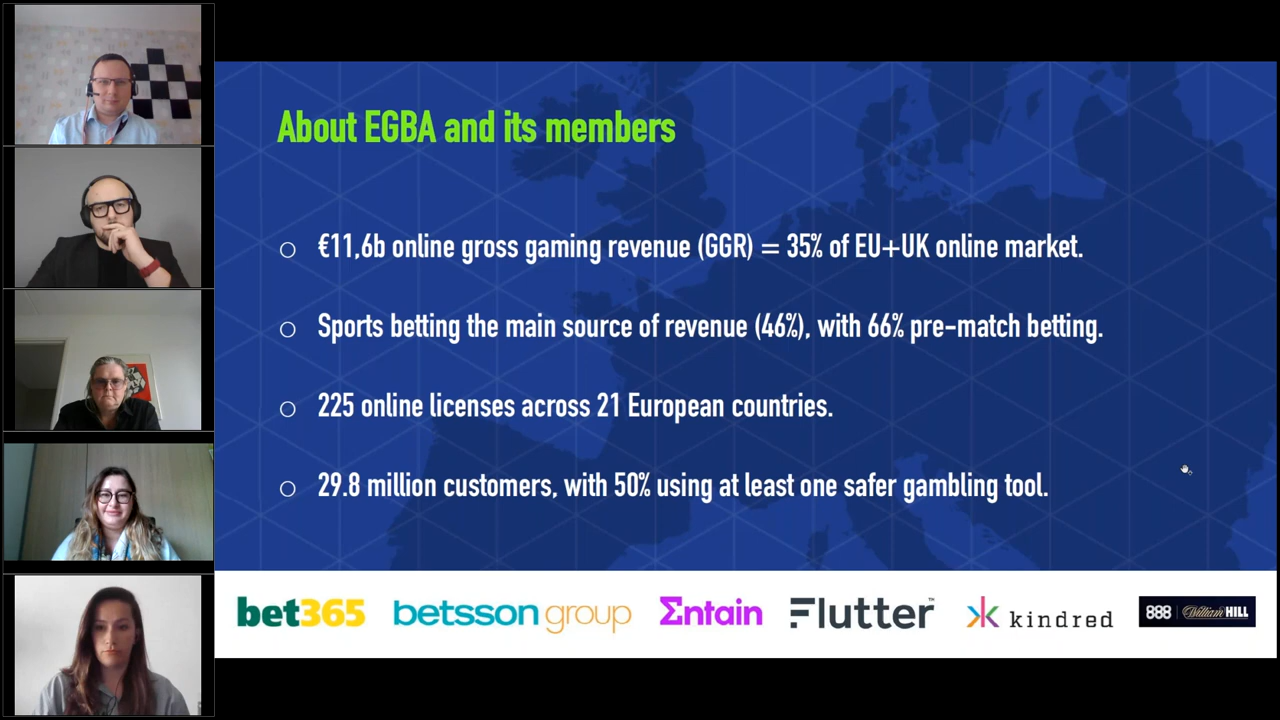 About EGBA and its members
○ €11,6b online gross gaming revenue (GGR) = 35% of EU+UK online market.
○ Sports betting the main source of revenue (46%), with 66% pre-match betting.
○ 225 online licenses across 21 European countries.
○ 29.8 million customers, with 50% using at least one safer gambling tool.
bet365 betsson group Entain Flutter™ kindred 888 William HILL